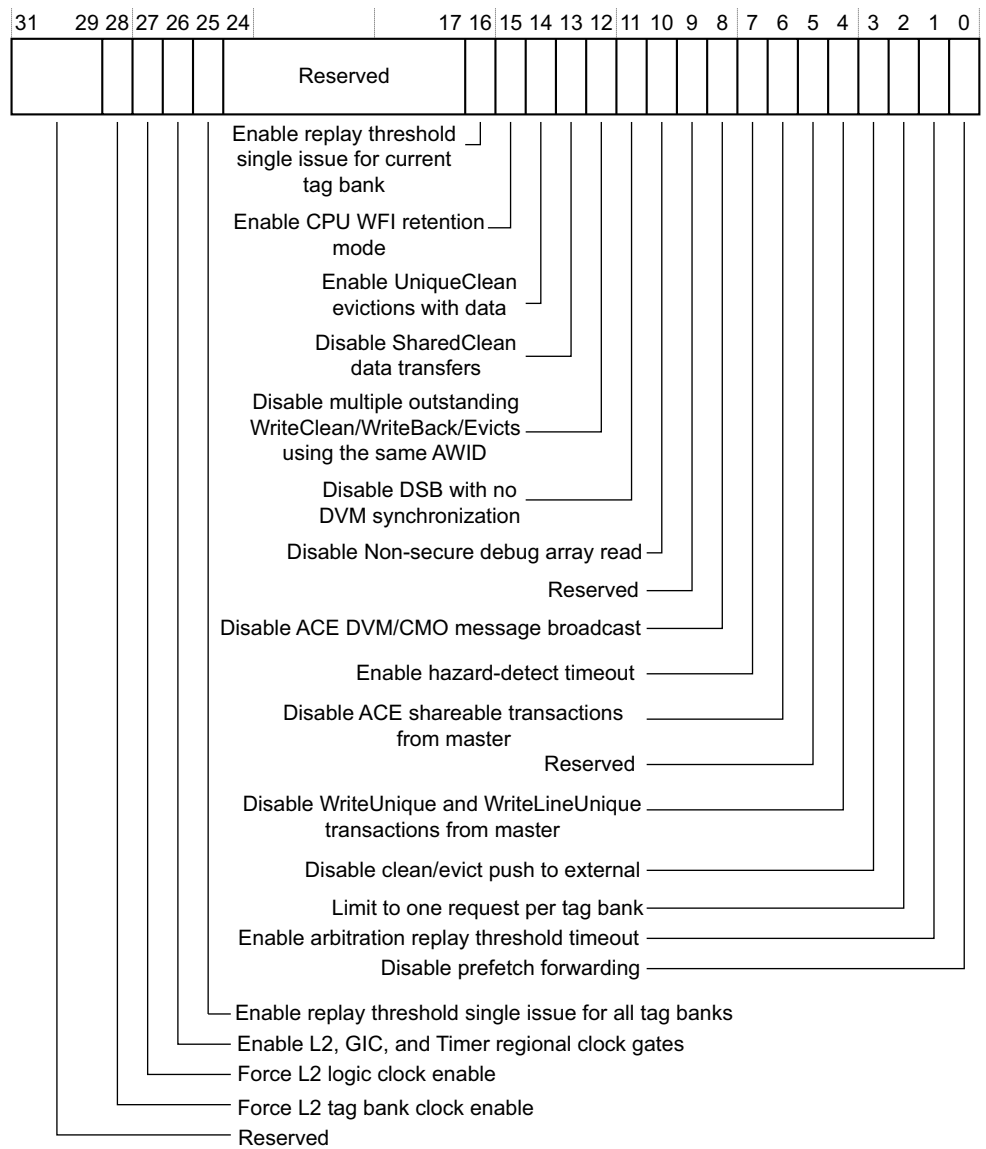 31 29 28 27 26 25 24 17 16 15 14 13 12 11 10 9 8 7 6 5 4 3 2 1 0
Reserved
Enable replay threshold
single issue for current
tag bank
Enable CPU WFI retention
mode
Enable UniqueClean
evictions with data
Disable SharedClean
data transfers
Disable multiple outstanding
WriteClean/WriteBack/Evicts
using the same AWID
Disable DSB with no
DVM synchronization
Disable Non-secure debug array read
Reserved
Disable ACE DVM/CMO message broadcast
Enable hazard-detect timeout
Disable ACE shareable transactions
from master
Reserved
Disable WriteUnique and WriteLineUnique
transactions from master
Disable clean/evict push to external
Limit to one request per tag bank
Enable arbitration replay threshold timeout
Disable prefetch forwarding
Enable replay threshold single issue for all tag banks
Enable L2, GIC, and Timer regional clock gates
Force L2 logic clock enable
Force L2 tag bank clock enable
Reserved